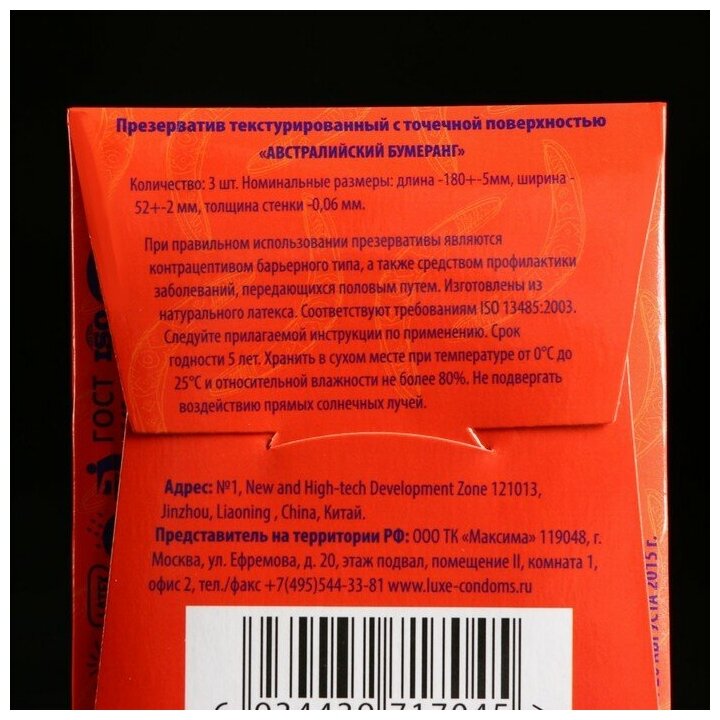 Презерватив текстурированный с точечной поверхностью
«АВСТРАЛИЙСКИЙ БУМЕРАНГ»
Количество: 3 шт. Номинальные размеры: длина -180+-5мм, ширина -
52+-2 мм, толщина стенки -0,06 мм.
При правильном использовании презервативы являются
контрацептивом барьерного типа, а также средством профилактики
заболеваний, передающихся половым путем. Изготовлены из
натурального латекса. Соответствуют требованиям ISO 13485:2003.
Следуйте прилагаемой инструкции по применению. Срок
годности 5 лет. Хранить в сухом месте при температуре от 0°С до
25°С и относительной влажности не более 80%. Не подвергать
воздействию прямых солнечных лучей.
Адрес: №1, New and High-tech Development Zone 121013,
Jinzhou, Liaoning , China, Китай.
Представитель на территории РФ: ООО ТК «Максима» 119048, г.
Москва, ул. Ефремова, д. 20, этаж подвал, помещение II, комната 1,
офис 2, тел./факс +7(495)544-33-81 www.luxe-condoms.ru
ГОСТ ISO
АВГУСТА 2015 г.